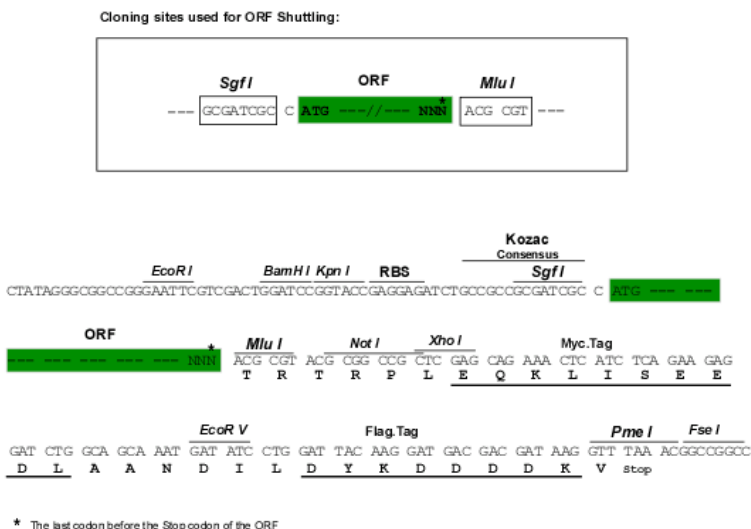 Cloning sites used for ORF Shuttling:
Sgf I ORF Mlu I
*
--- GCGATCGC C ATG ---//--- NNN ACG CGT ---
Kozac
Consensus
EcoR I BamH I Kpn I RBS Sgf I
CTATAGGGCGGCCGGGAATTCGTCGACTGGATCCGGTACCGAGGAGATCTGCCGCCGCGATCGC C ATG --- ---
ORF
* Mlu I Not I Xho I Myc.Tag
--- --- --- --- --- --- NNN ACG CGT ACG CGG CCG CTC GAG CAG AAA CTC ATC TCA GAA GAG
T R T R P L E Q K L I S E E
EcoR V Flag.Tag Pme I Fse I
GAT CTG GCA GCA AAT GAT ATC CTG GAT TAC AAG GAT GAC GAC GAT AAG GTT TAA ACGGCCGGCC
D L A A N D I L D Y K D D D D K V Stop
* The last codon before the Stop codon of the ORF